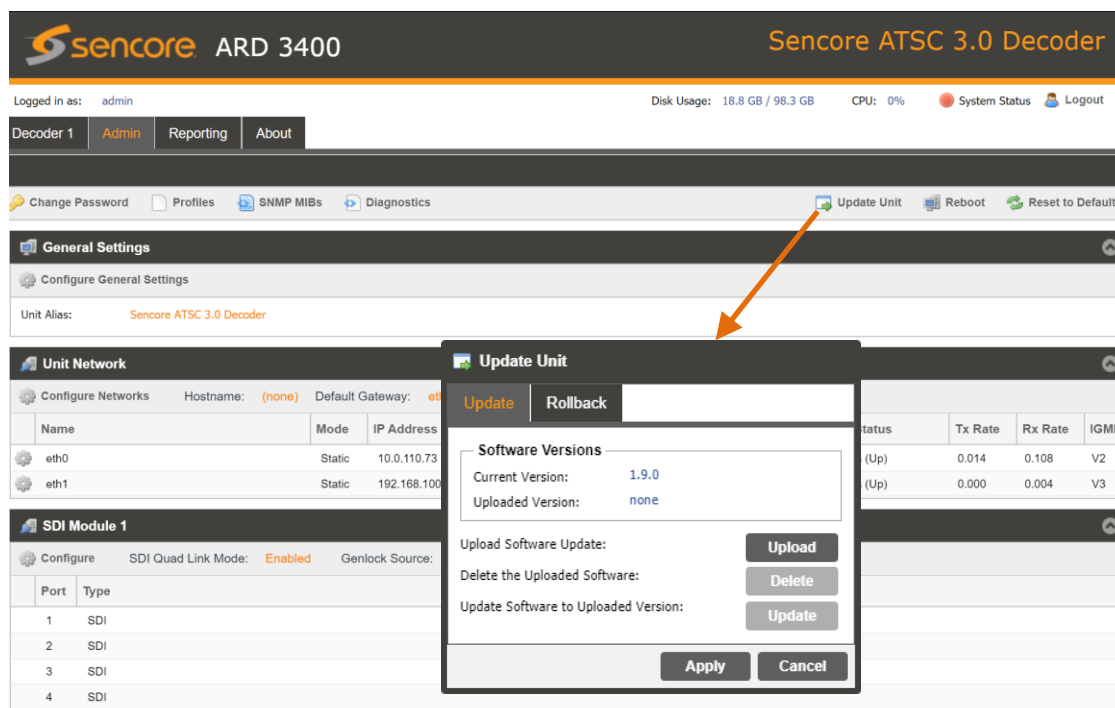 sencore ARD 3400
Sencore ATSC 3.0 Decoder
Logged in as: admin
Disk Usage: 18.8 GB / 98.3 GB CPU: 0% System Status Logout
Decoder 1 Admin Reporting About
Change Password Profiles SNMP MIBs Diagnostics Update Unit Reboot Reset to Default
General Settings
Configure General Settings
Unit Alias: Sencore ATSC 3.0 Decoder
Unit Network
Configure Networks Hostname: (none) Default Gateway:
Name Mode IP Address Tx Rate Rx Rate
eth0 Static 10.0.110.73 (Up) 0.014 0.108 V2
eth1 Static 192.168.100 (Up) 0.000 0.004 V3
SDI Module 1
Configure SDI Quad Link Mode: Enabled Genlock Source:
Port Type
1 SDI
2 SDI
3 SDI
4 SDI
Update Unit
Update Rollback
Software Versions
Current Version: 1.9.0
Uploaded Version: none
Upload Software Update: Upload
Delete the Uploaded Software: Delete
Update Software to Uploaded Version: Update
Apply Cancel